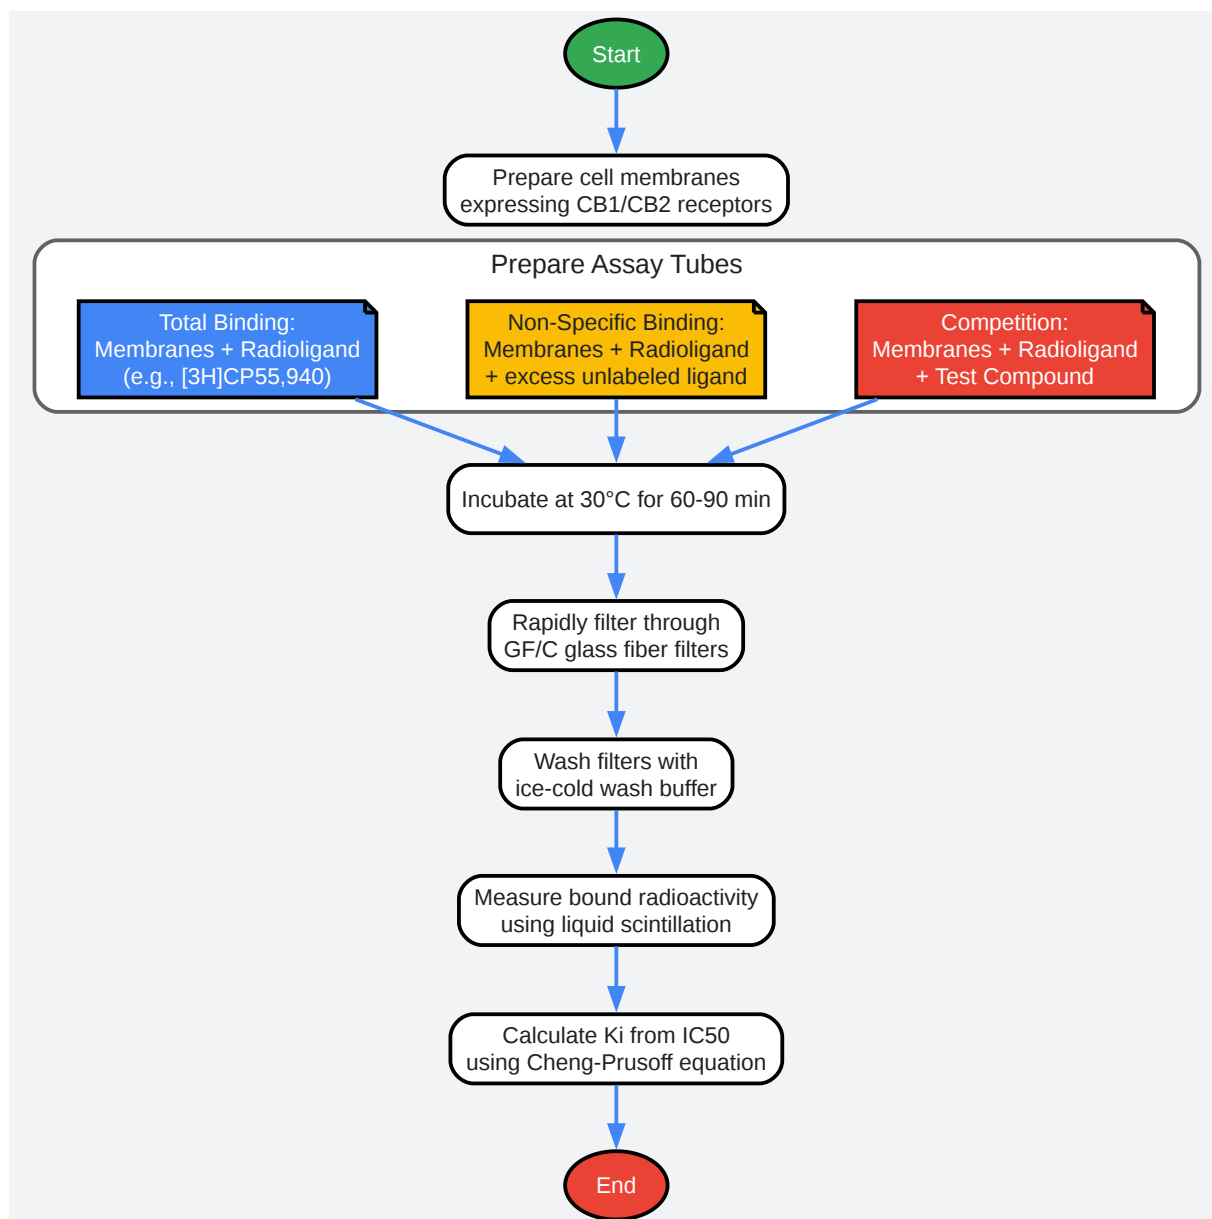 Start
Prepare cell membranes
expressing CB1/CB2 receptors
Prepare Assay Tubes
Total Binding:
Membranes + Radioligand
(e.g., [3H]CP55,940)
Non-Specific Binding:
Membranes + Radioligand
+ excess unlabeled ligand
Competition:
Membranes + Radioligand
+ Test Compound
Incubate at 30°C for 60-90 min
Rapidly filter through
GF/C glass fiber filters
Wash filters with
ice-cold wash buffer
Measure bound radioactivity
using liquid scintillation
Calculate Ki from IC50
using Cheng-Prusoff equation
End